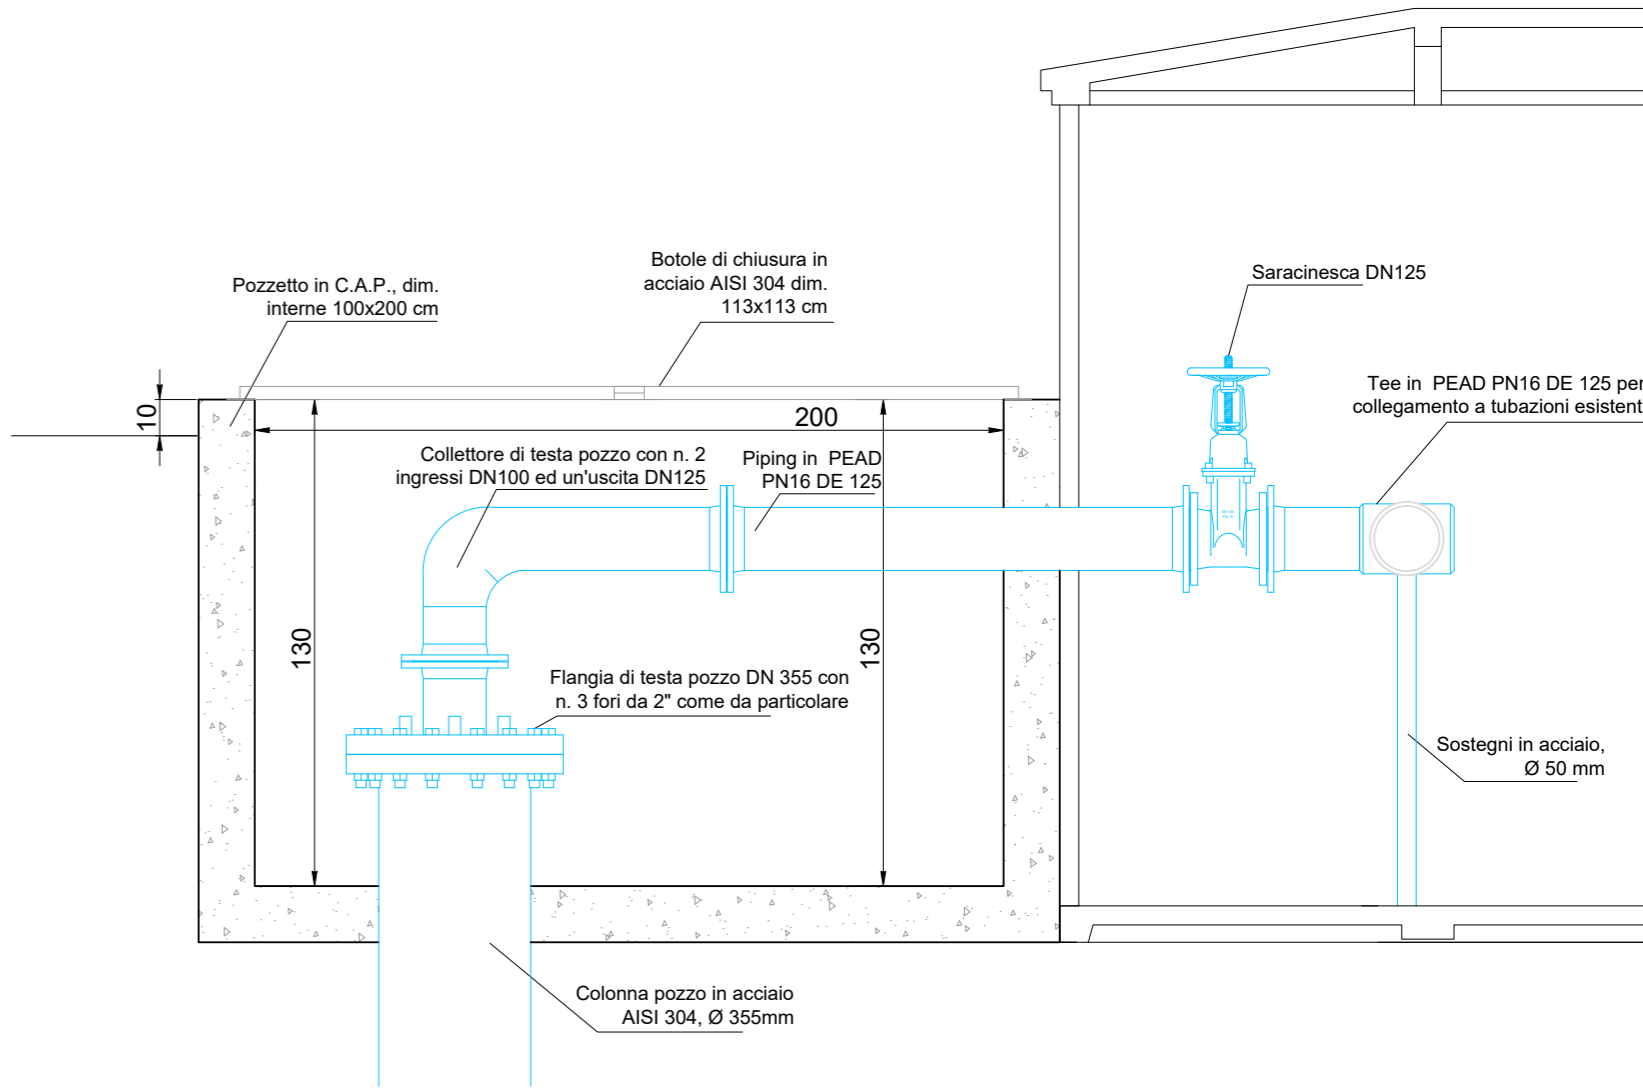 Botole di chiusura in
acciaio AISI 304 dim.
113x113 cm
Pozzetto in C.A.P., dim.
interne 100x200 cm
Saracinesca DN125
Tee in PEAD PN16 DE 125 per
collegamento a tubazioni esistent
10
200
Collettore di testa pozzo con n. 2
ingressi DN100 ed un'uscita DN125
Piping in PEAD
PN16 DE 125
130
130
Flangia di testa pozzo DN 355 con
n. 3 fori da 2" come da particolare
Sostegni in acciaio,
Ø 50 mm
Colonna pozzo in acciaio
AISI 304, Ø 355mm